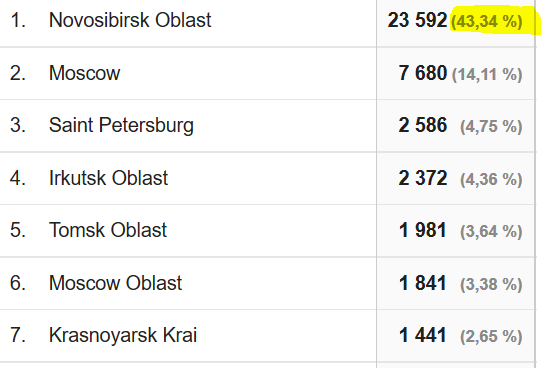 1. Novosibirsk Oblast 23 592 (43,34 %)
2. Moscow 7 680 (14,11 %)
3. Saint Petersburg 2 586 (4,75 %)
4. Irkutsk Oblast 2 372 (4,36 %)
5. Tomsk Oblast 1 981 (3,64 %)
6. Moscow Oblast 1 841 (3,38 %)
7. Krasnoyarsk Krai 1 441 (2,65 %)